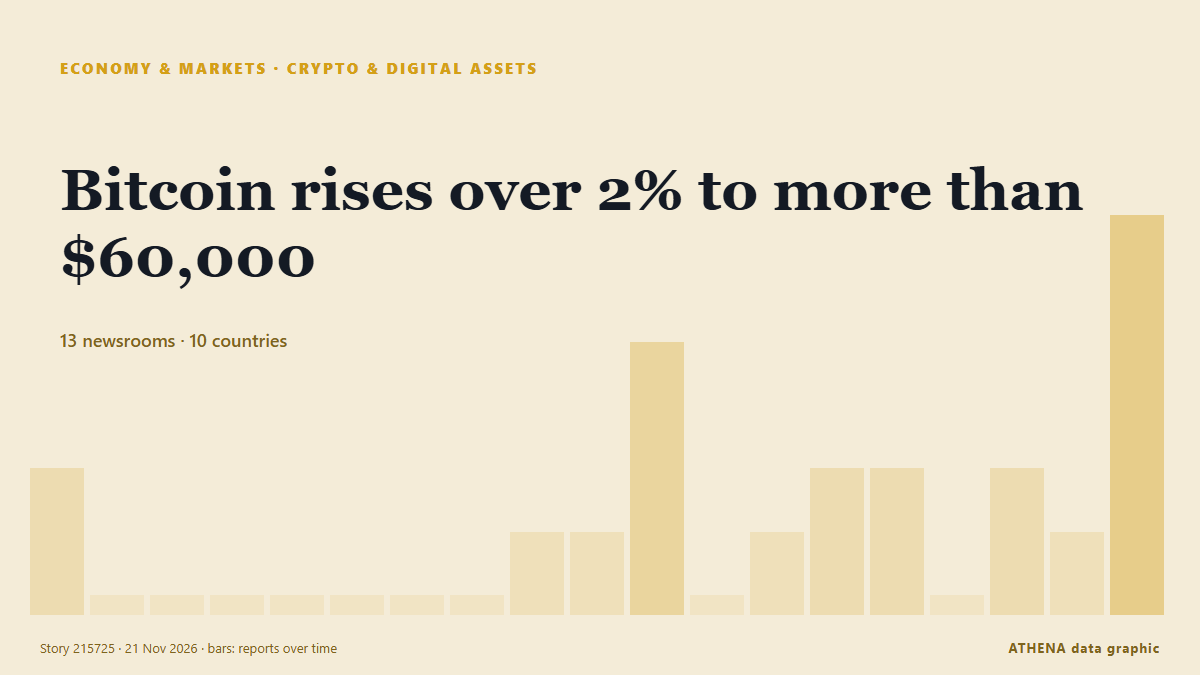 ECONOMY & MARKETS · CRYPTO & DIGITAL ASSETS
Bitcoin rises over 2% to more than
$60,000
13 newsrooms · 10 countries
Story 215725 · 21 Nov 2026 · bars: reports over time
ATHENA data graphic